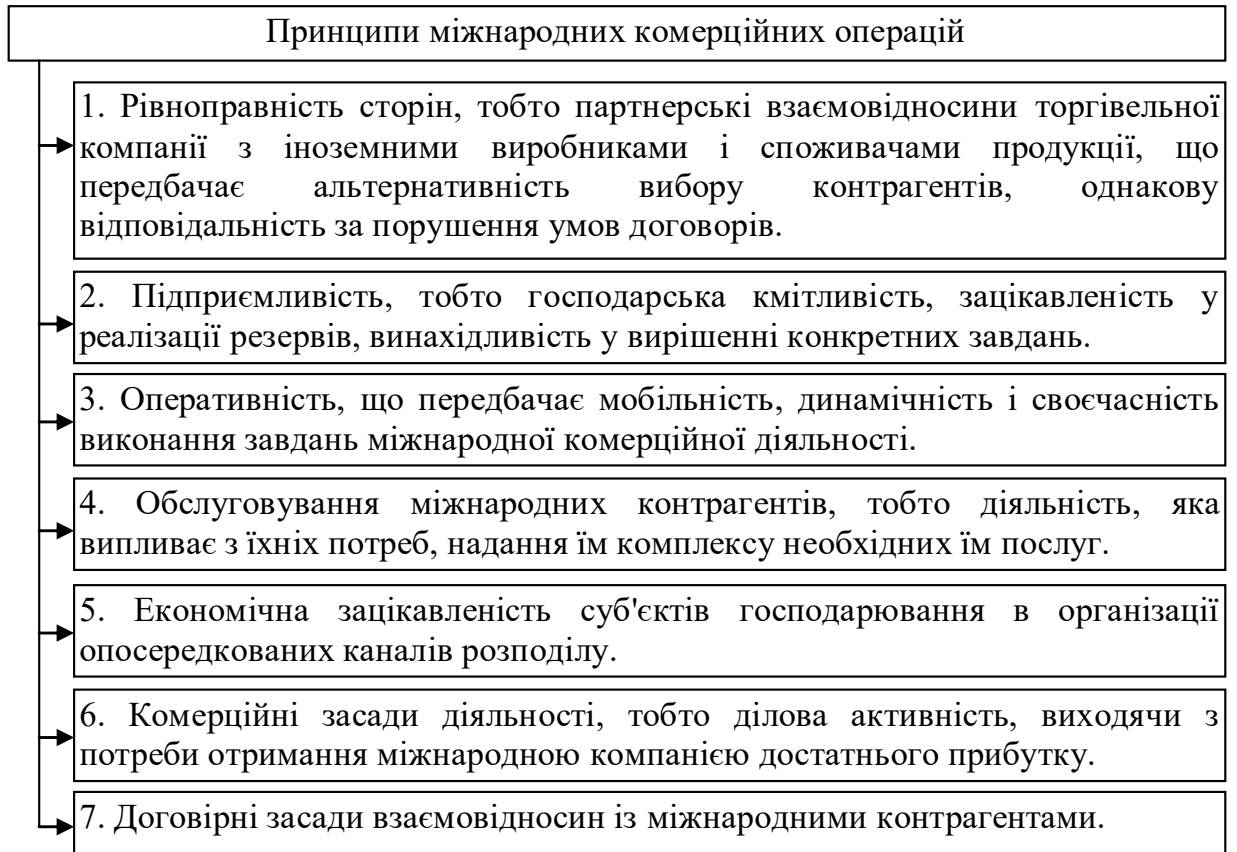 Принципи міжнародних комерційних операцій
1. Рівноправність сторін, тобто партнерські взаємовідносини торгівельної
компанії з іноземними виробниками і споживачами продукції, що
передбачає альтернативність вибору контрагентів, однакову
відповідальність за порушення умов договорів.
2. Підприємливість, тобто господарська кмітливість, зацікавленість у
реалізації резервів, винахідливість у вирішенні конкретних завдань.
3. Оперативність, що передбачає мобільність, динамічність і своєчасність
виконання завдань міжнародної комерційної діяльності.
4. Обслуговування міжнародних контрагентів, тобто діяльність, яка
випливає з їхніх потреб, надання їм комплексу необхідних їм послуг.
5. Економічна зацікавленість суб'єктів господарювання в організації
опосередкованих каналів розподілу.
6. Комерційні засади діяльності, тобто ділова активність, виходячи з
потреби отримання міжнародною компанією достатнього прибутку.
7. Договірні засади взаємовідносин із міжнародними контрагентами.